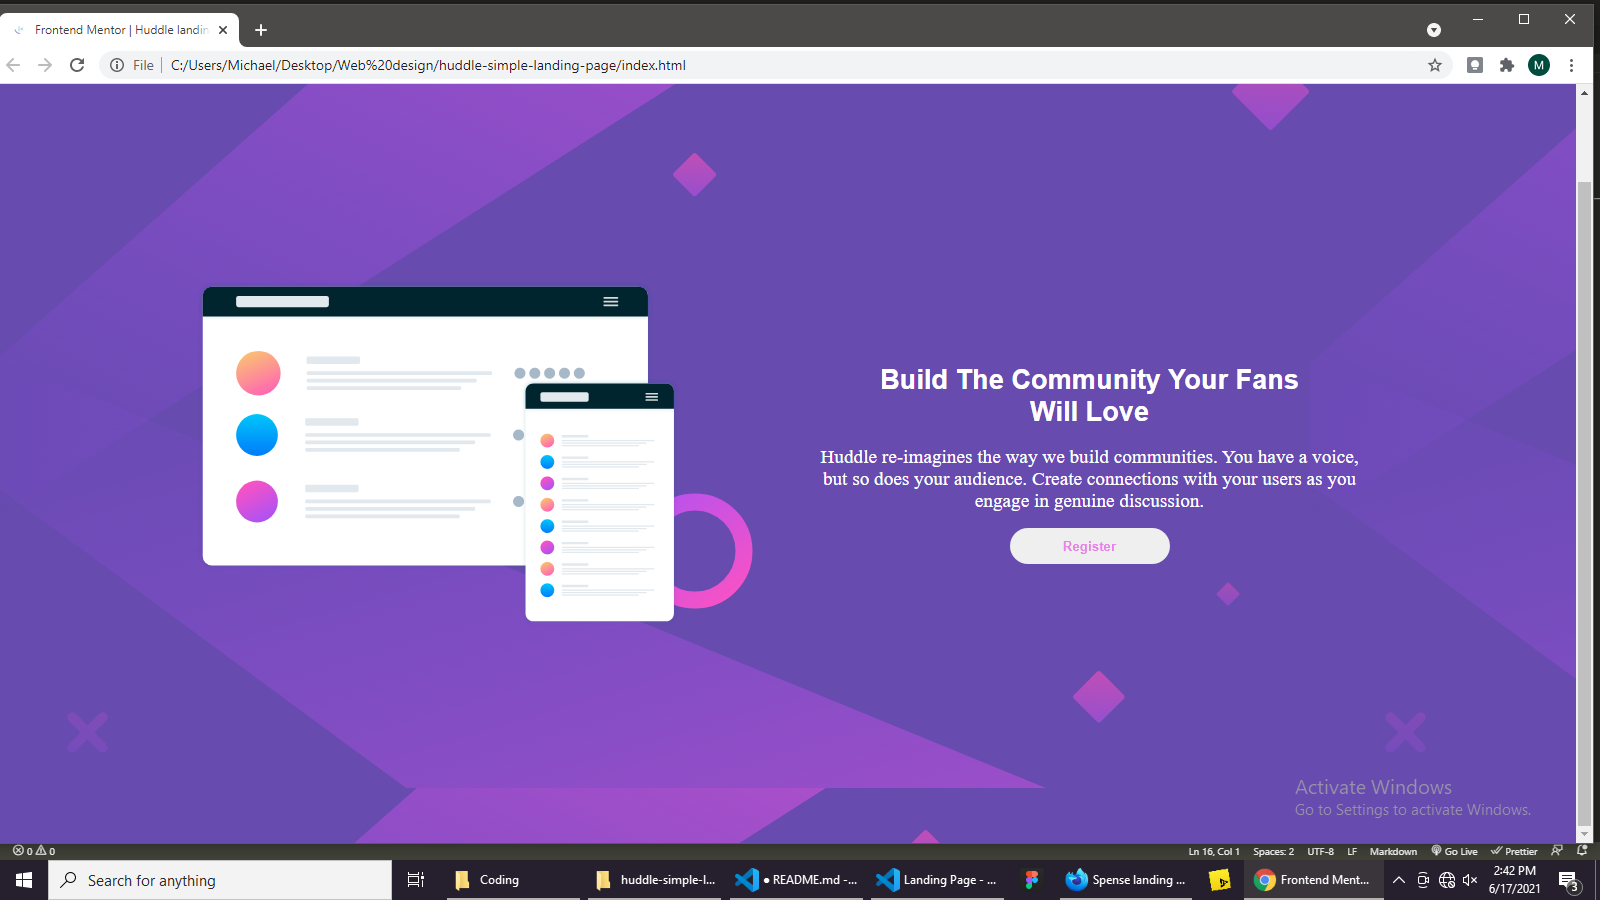 Frontend Mentor | Huddle landin
File
C:/Users/Michael/Desktop/Web%20design/huddle-simple-landing-page/index.html
M
Build The Community Your Fans
Will Love
Huddle re-imagines the way we build communities. You have a voice,
but so does your audience. Create connections with your users as you
engage in genuine discussion.
Register
Activate Windows
Go to Settings to activate Windows.
0 0
Ln 16, Col 1 Spaces: 2 UTF-8 LF Markdown Go Live Prettier
Search for anything
Coding
huddle-simple-l...
● README.md -...
Landing Page - ...
Spense landing ...
Frontend Ment...
2:42 PM
6/17/2021
3